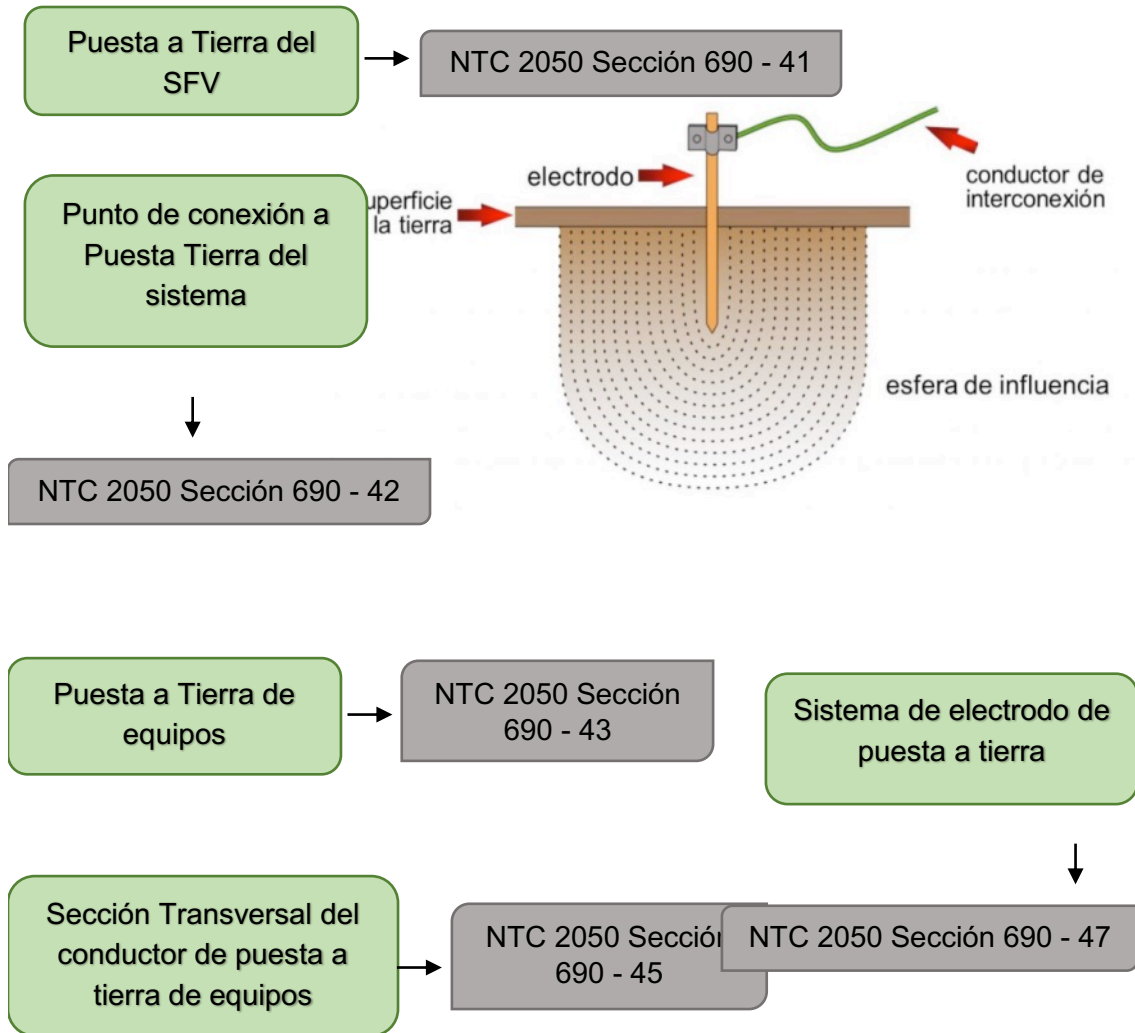 Puesta a Tierra del
SFV
NTC 2050 Sección 690 - 41
electrodo
conductor de
interconexión
uperficie
la tierra
Punto de conexión a
Puesta Tierra del
sistema
esfera de influencia
NTC 2050 Sección 690 - 42
Puesta a Tierra de
equipos
NTC 2050 Sección
690 - 43
Sistema de electrodo de
puesta a tierra
Sección Transversal del
conductor de puesta a
tierra de equipos
NTC 2050 Sección
690 - 45
NTC 2050 Sección 690 - 47